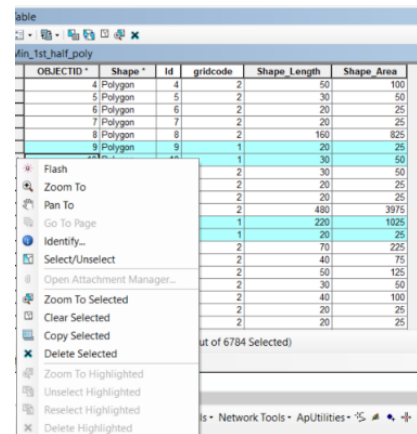 able
Min_1st_half_poly
OBJECTID * Shape * Id gridcode Shape_Length Shape_Area
4 Polygon 4 2 50 100
5 Polygon 5 2 30 50
6 Polygon 6 2 20 25
7 Polygon 7 2 20 25
8 Polygon 8 2 160 825
9 Polygon 9 1 20 25
1 30 50
Flash 2 30 50
Zoom To 2 20 25
Pan To 2 20 25
2 480 3975
Go To Page 1 220 1025
Identify... 1 20 25
Select/Unselect 2 70 225
2 40 75
Open Attachment Manager... 2 50 125
2 30 50
Zoom To Selected 2 40 100
Clear Selected 2 20 25
2 20 25
Copy Selected ut of 6784 Selected)
Delete Selected
Zoom To Highlighted
Unselect Highlighted
Reselect Highlighted ls Network Tools ApUtilities
Delete Highlighted